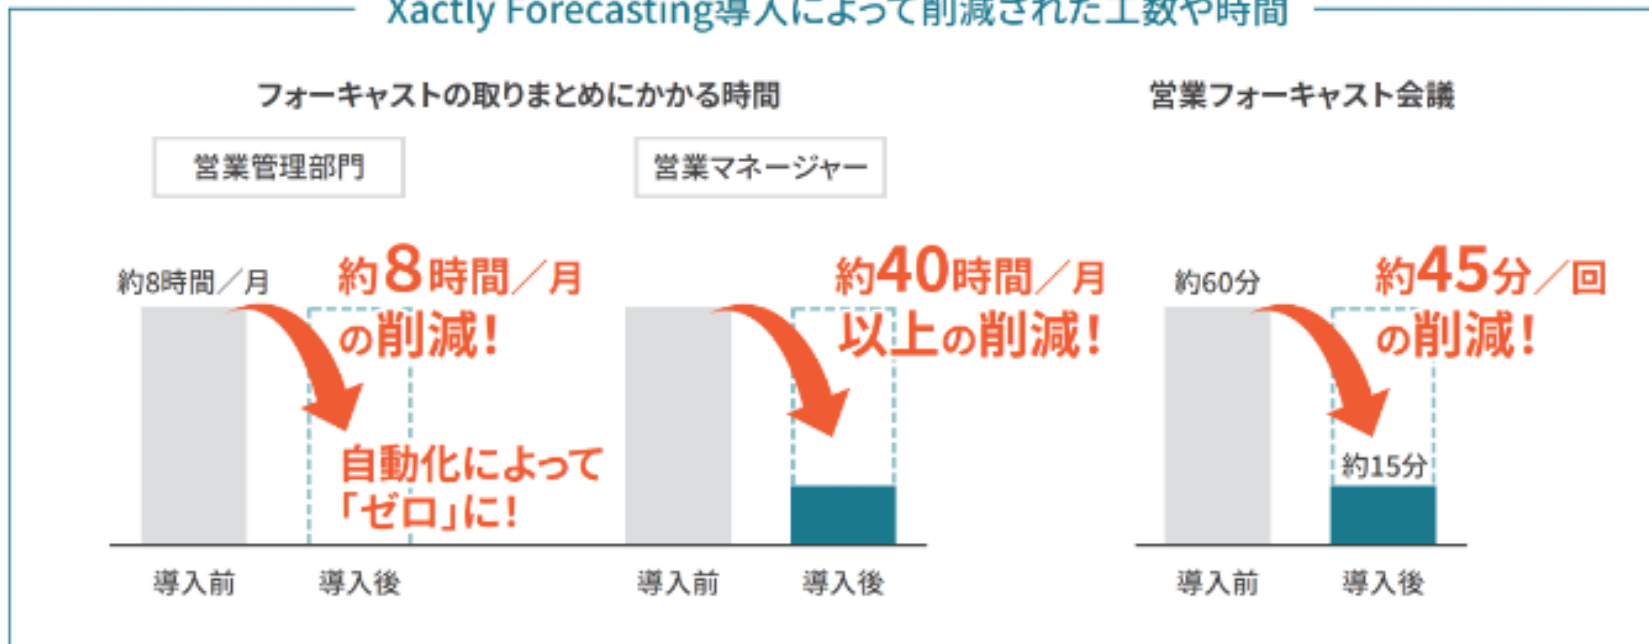 Xactly Forecasting導入によって削減された工数や時間
フォーキャストの取りまとめにかかる時間
営業管理部門
約8時間／月
約8時間／月
の削減！
自動化によって
「ゼロ」に！
導入前
導入後
営業マネージャー
約40時間／月
以上の削減！
導入前
導入後
営業フォーキャスト会議
約60分
約45分／回
の削減！
約15分
導入前
導入後